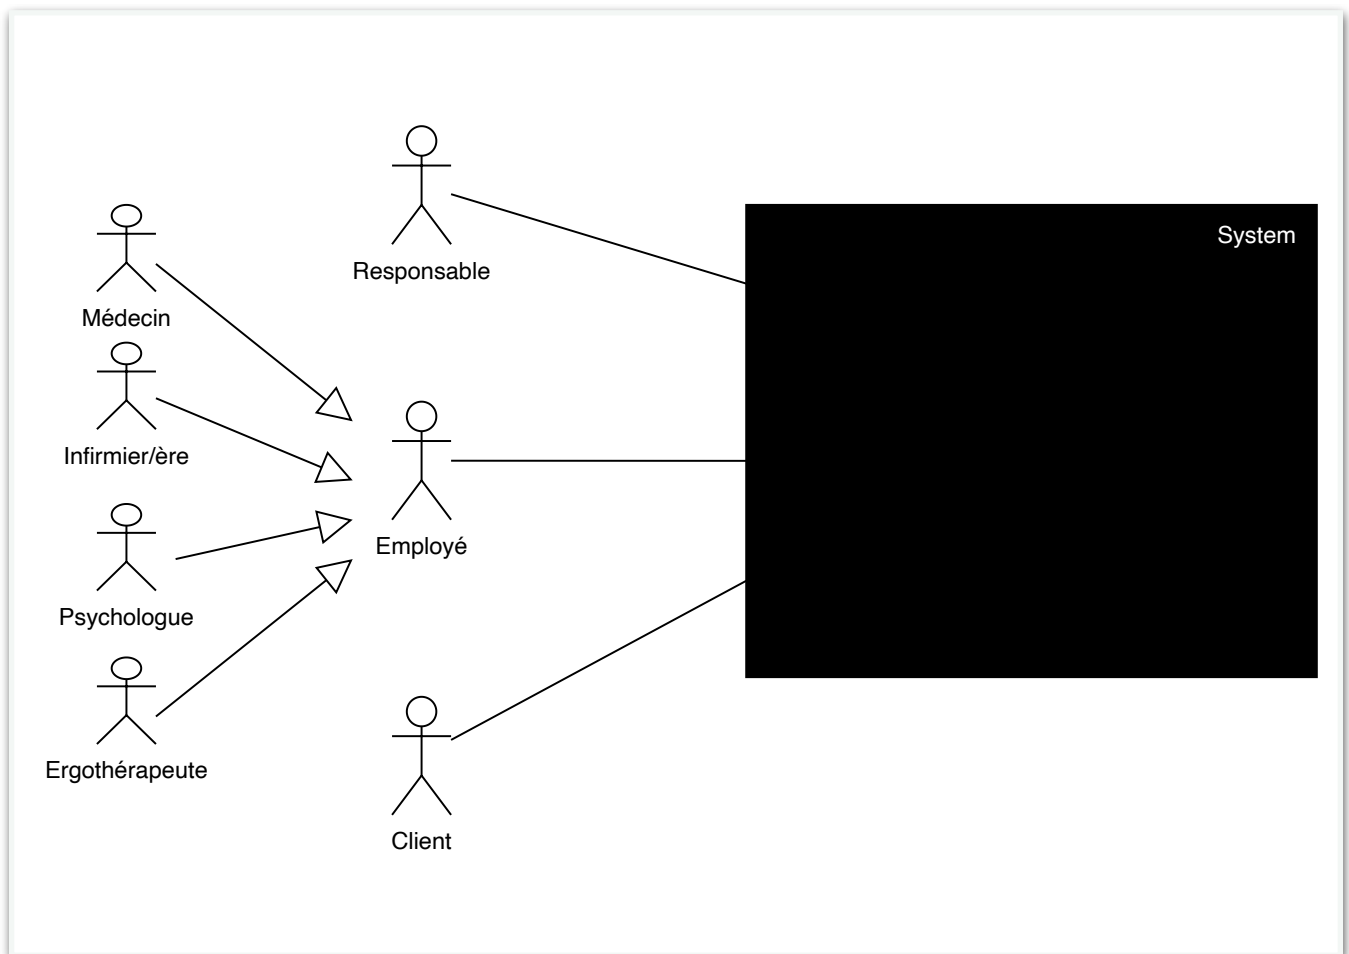 Responsable
System
Médecin
Infirmier/ère
Employé
Psychologue
Ergothérapeute
Client